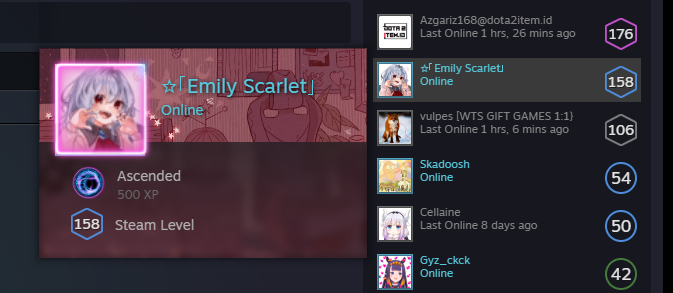 ☆「Emily Scarlet」
Online
Ascended
500 XP
158
Steam Level
DOTA 2
ITEM.ID
Azgariz168@dota2item.id
Last Online 1 hrs, 26 mins ago
176
☆「Emily Scarlet」
Online
158
vulpes [WTS GIFT GAMES 1:1}
Last Online 1 hrs, 6 mins ago
106
Skadoosh
Online
54
Cellaine
Last Online 8 days ago
50
Gyz_ckck
Online
42